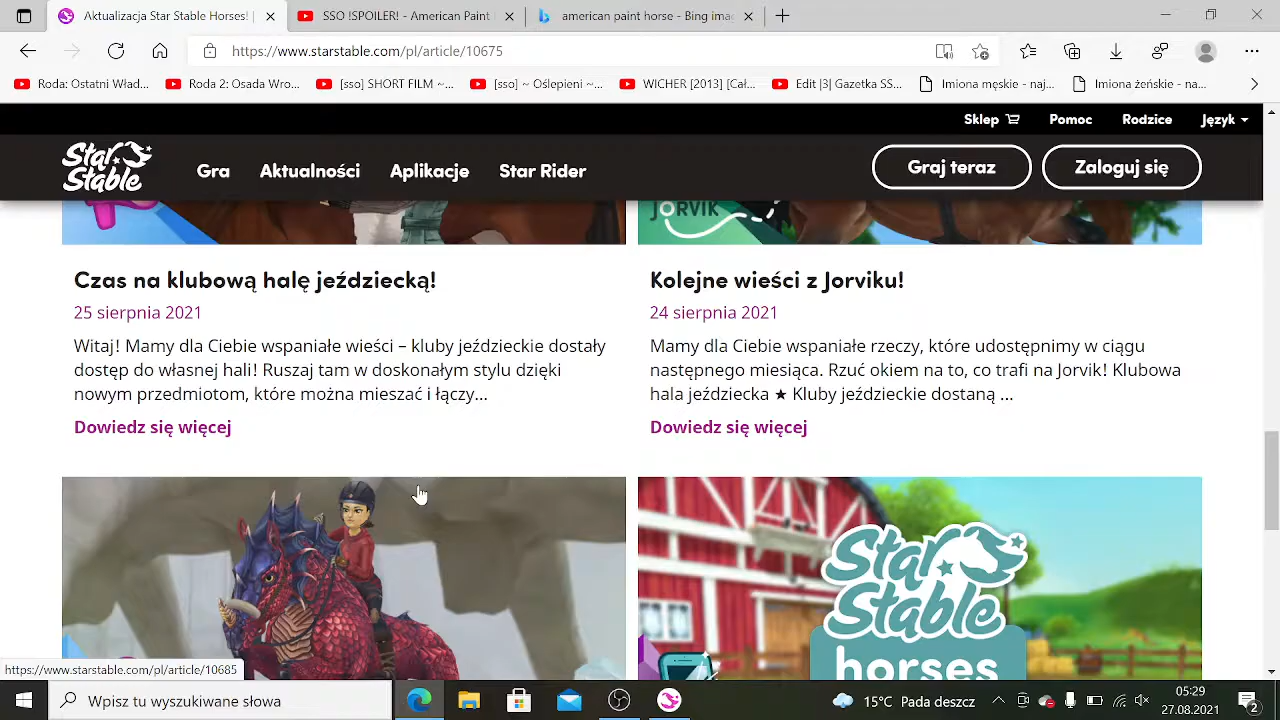 Aktualizacja Star Stable Horses! |
SSO !SPOILER! - American Paint
american paint horse - Bing imag
https://www.starstable.com/pl/article/10675
Roda: Ostatni Wład...
Roda 2: Osada Wro...
[sso] SHORT FILM ~...
[sso] ~ Oślepieni ~...
WICHER [2013] [Cał...
Edit |3| Gazetka SS...
Imiona męskie - naj...
Imiona żeńskie - na...
Sklep
Pomoc
Rodzice
Język
Star Stable
Gra
Aktualności
Aplikacje
Star Rider
Graj teraz
Zaloguj się
JORVIK
Czas na klubową halę jeździecką!
25 sierpnia 2021
Witaj! Mamy dla Ciebie wspaniałe wieści – kluby jeździeckie dostały
dostęp do własnej hali! Ruszaj tam w doskonałym stylu dzięki
nowym przedmiotom, które można mieszać i łączy...
Dowiedz się więcej
Kolejne wieści z Jorviku!
24 sierpnia 2021
Mamy dla Ciebie wspaniałe rzeczy, które udostępnimy w ciągu
następnego miesiąca. Rzuć okiem na to, co trafi na Jorvik! Klubowa
hala jeździecka ★ Kluby jeździeckie dostaną ...
Dowiedz się więcej
Star
Stable
horses
https://www.starstable.com/pl/article/10685
Wpisz tu wyszukiwane słowa
15°C Pada deszcz
05:29
27.08.2021
2